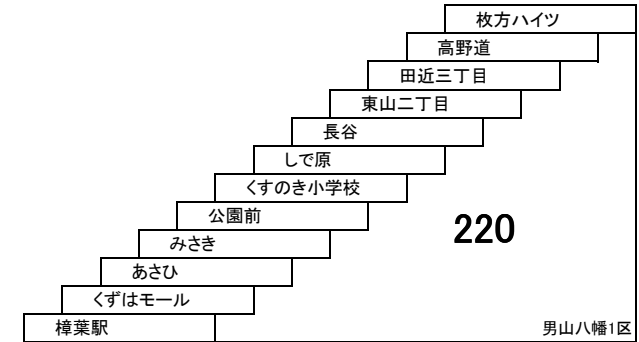 枚方ハイツ
高野道
田近三丁目
東山二丁目
長谷
しで原
くすのき小学校
公園前
みさき
あさひ
くずはモール
樟葉駅
220
男山八幡1区